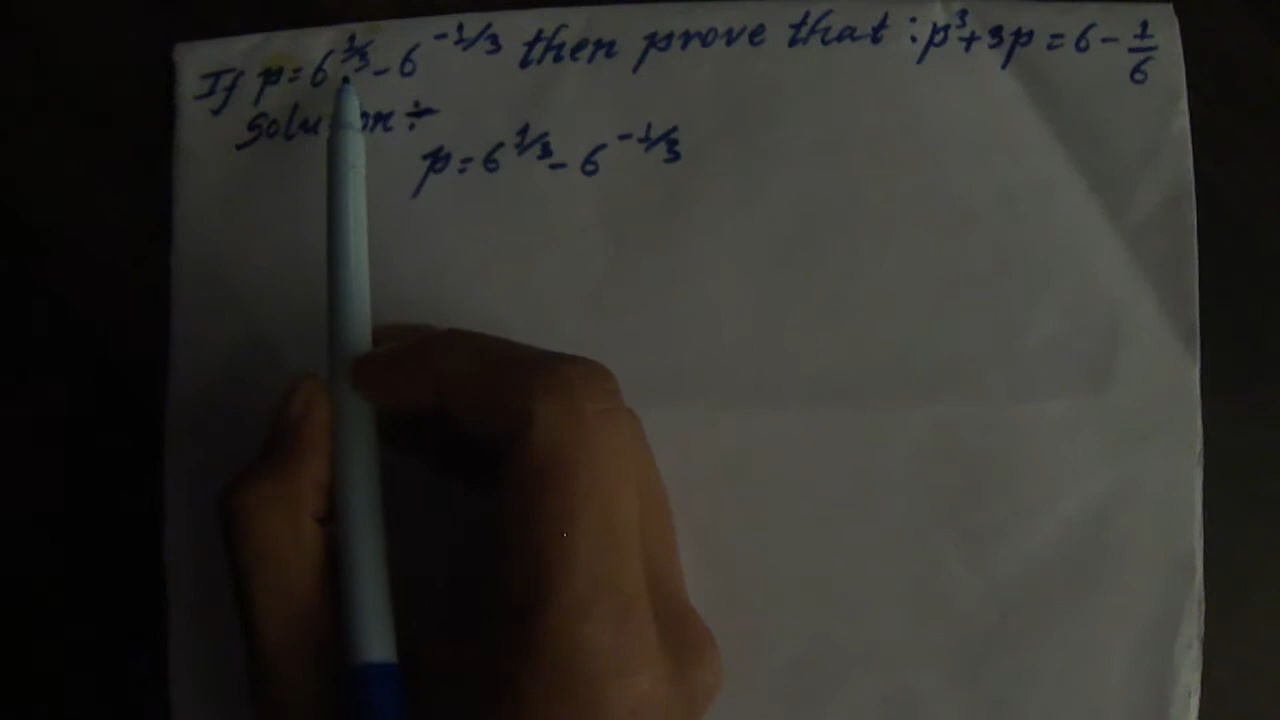 If p = 6^{1/3} - 6^{-1/3} then prove that : p³ + 3p = 6 - 1/6
p = 6^{1/3} - 6^{-1/3}